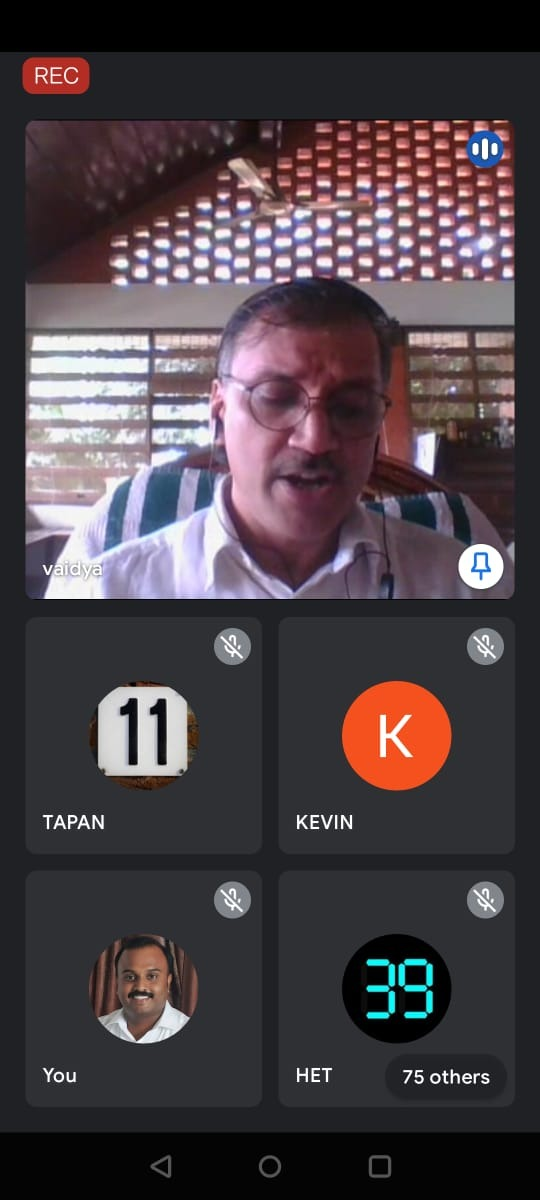 REC
vaidya
11
TAPAN
K
KEVIN
You
39
HET
75 others